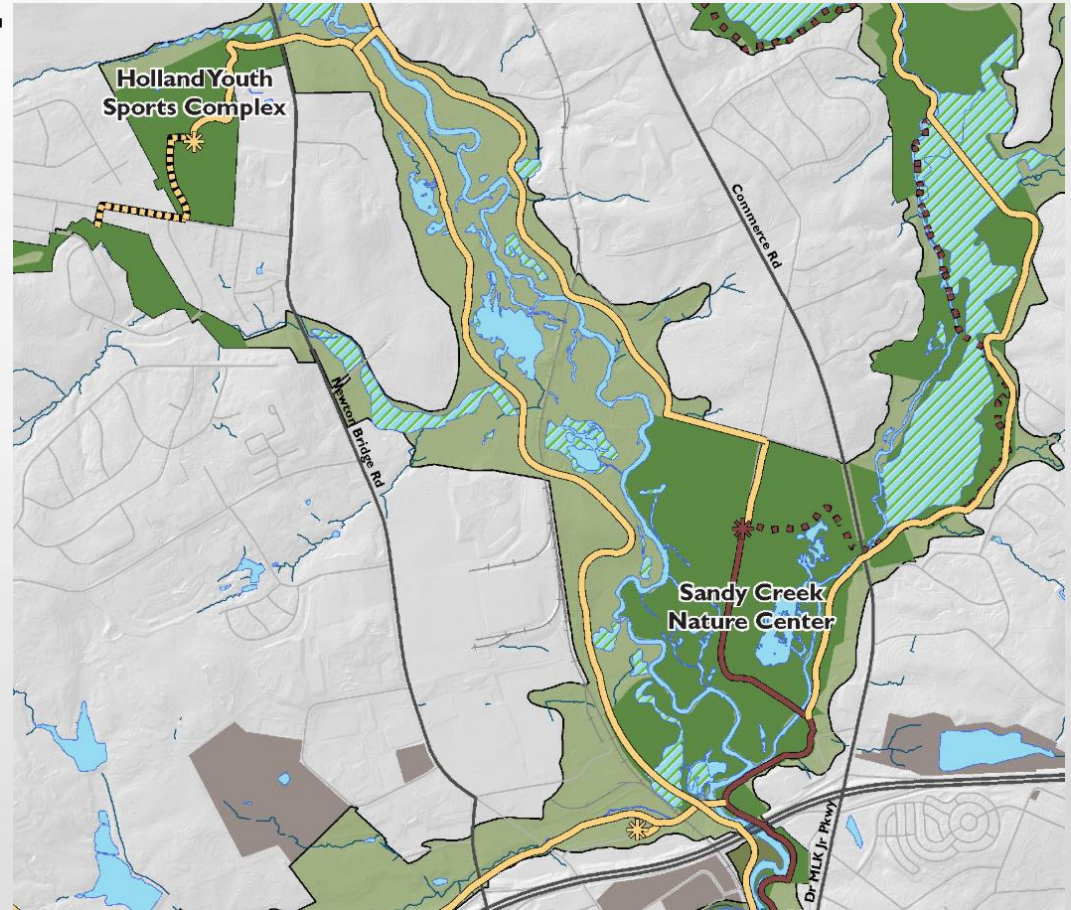 Holland Youth
Sports Complex
Commerce Rd
Newton Bridge Rd
Sandy Creek
Nature Center
Dr MLK Jr Pkwy